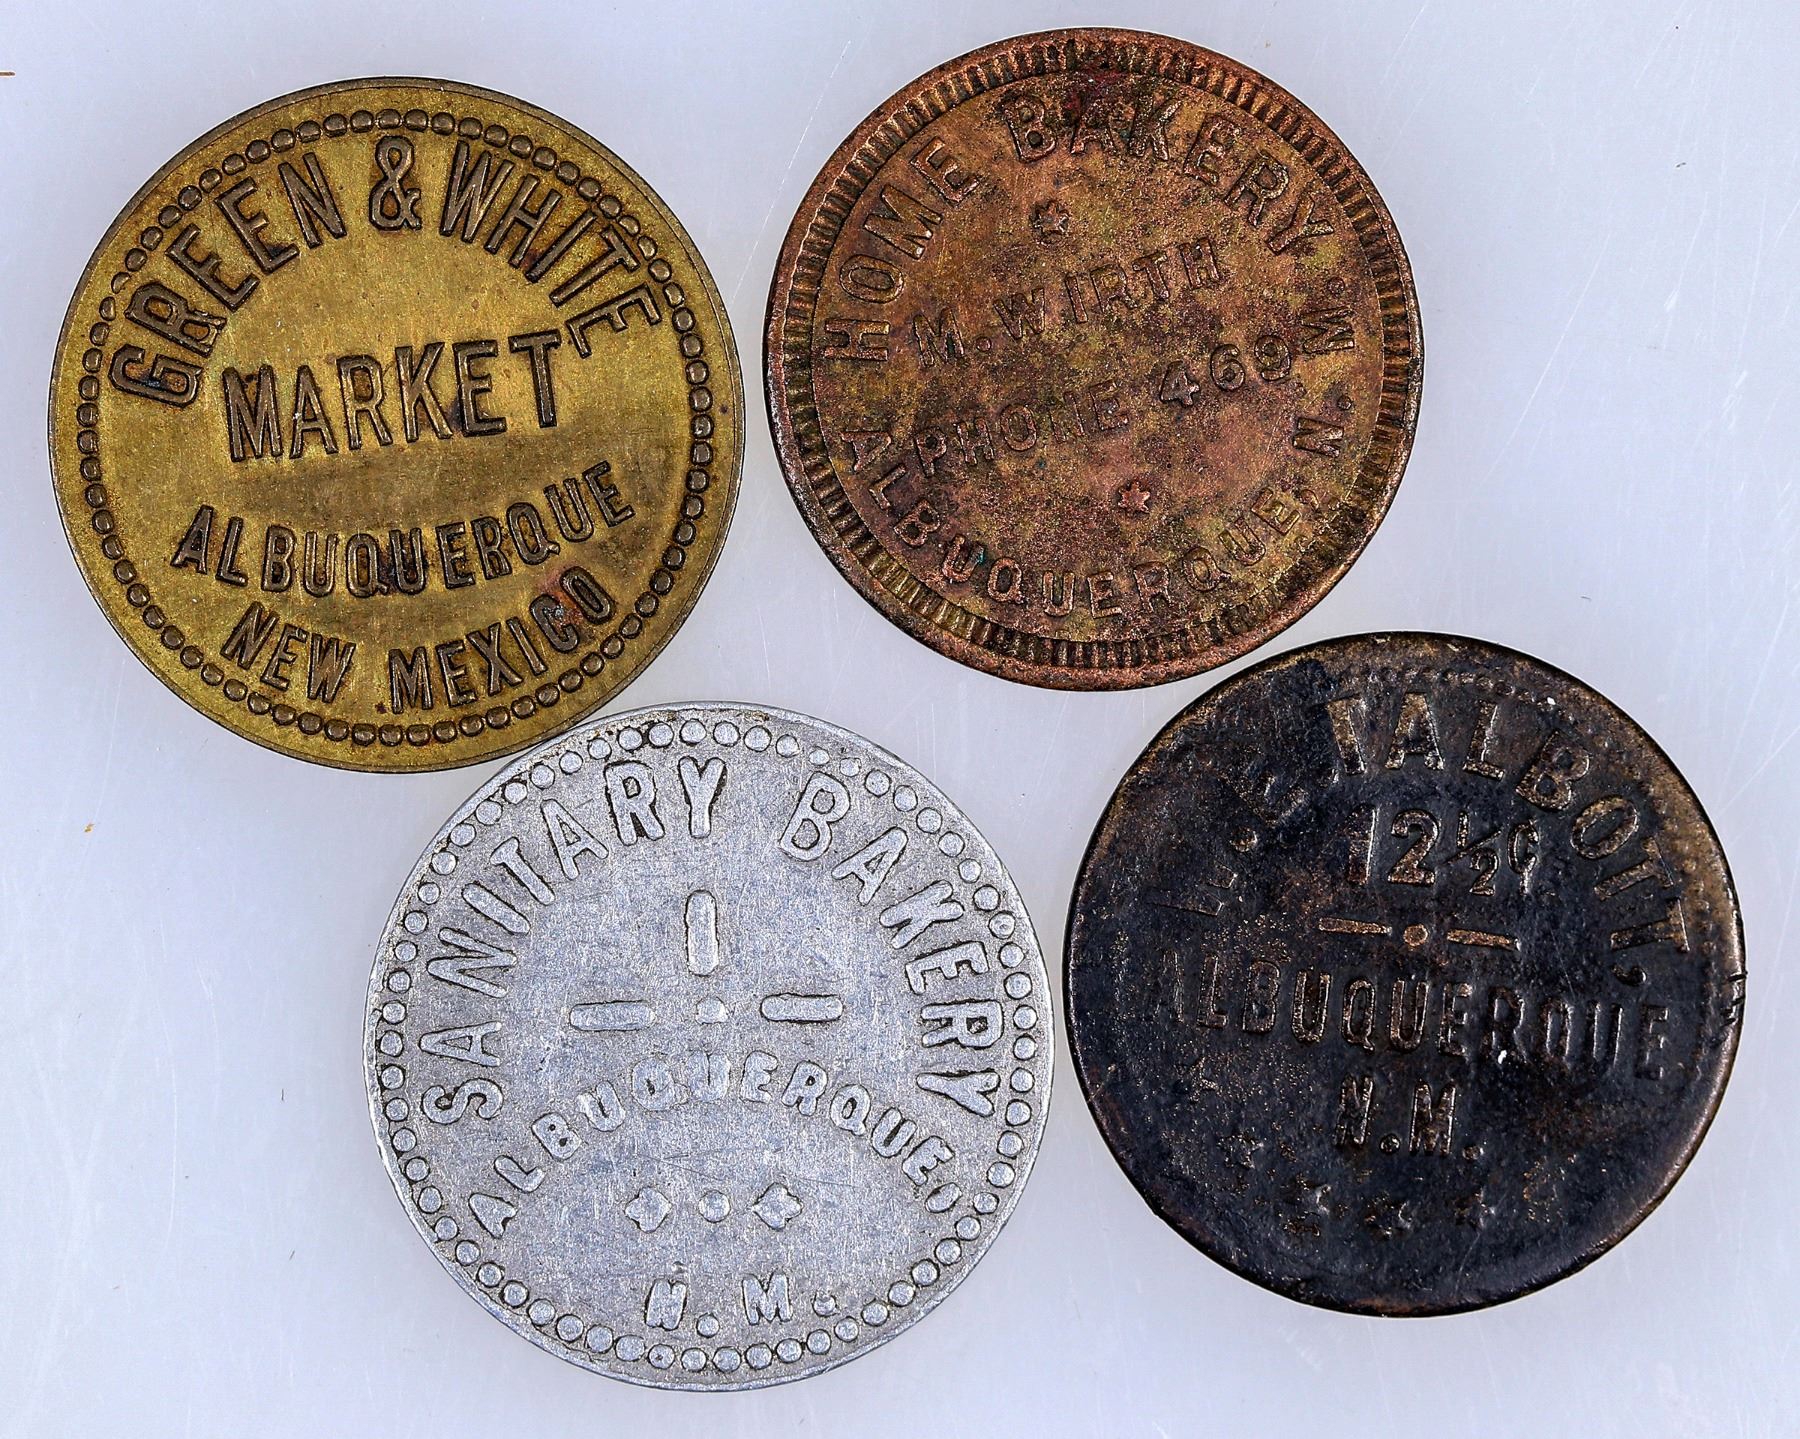 GREEN & WHITE
MARKET
ALBUQUERQUE
NEW MEXICO
HOME BAKERY
M. WIRTH
PHONE 469
ALBUQUERQUE, N. M.
SANITARY BAKERY
ALBUQUERQUE,
N. M.
TALBOTT,
12½¢
ALBUQUERQUE
N. M.